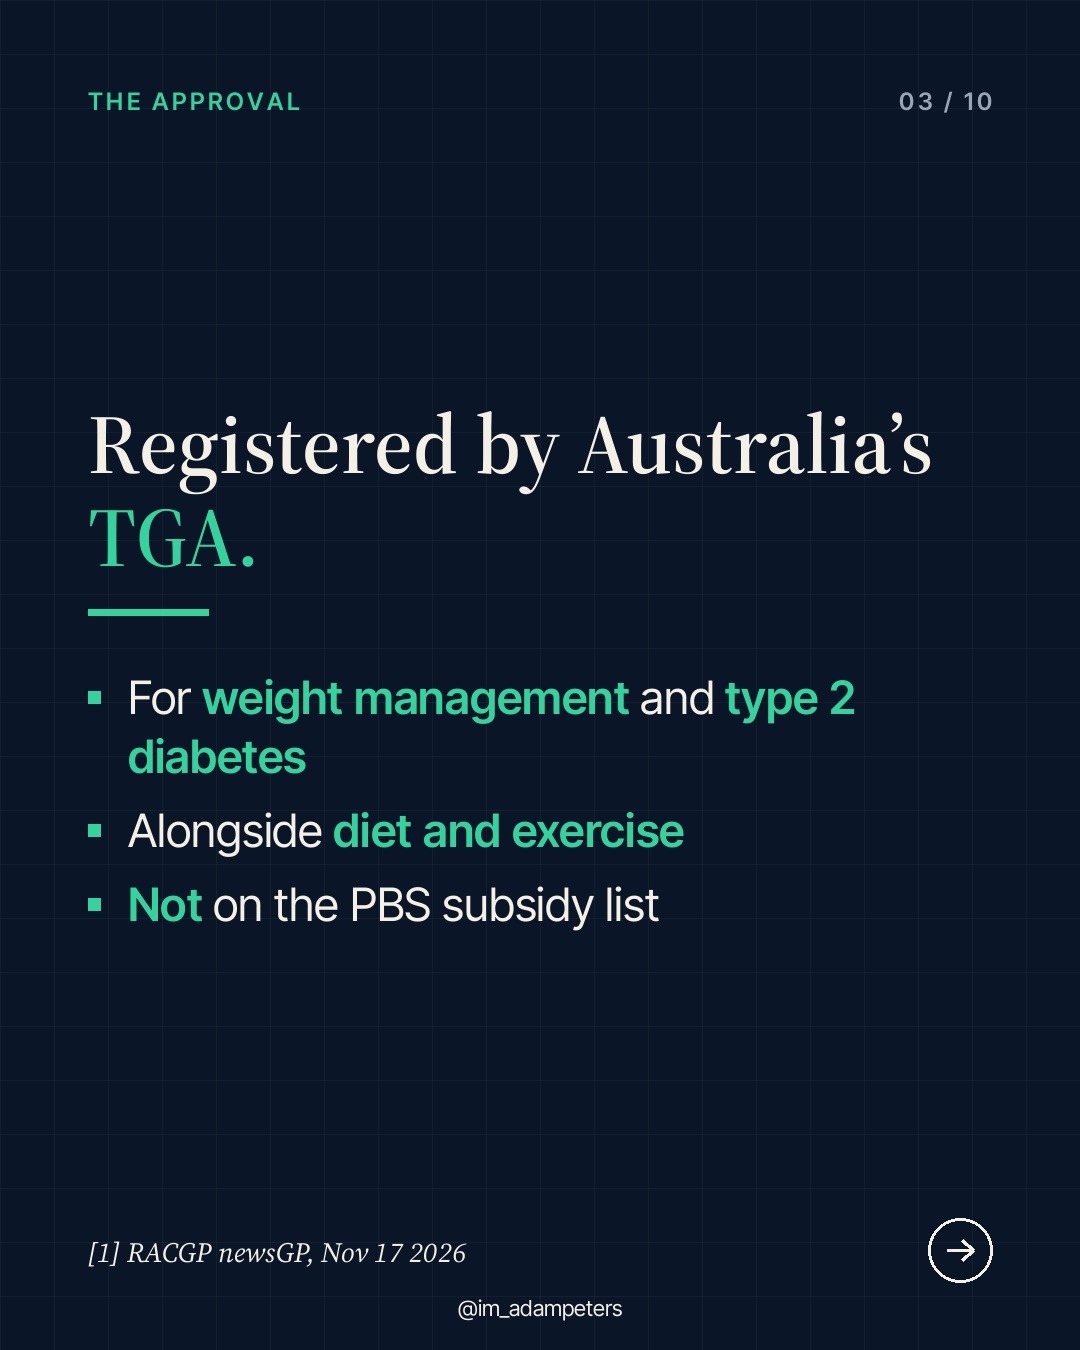 THE APPROVAL
03 / 10
Registered by Australia’s
TGA.
For weight management and type 2
diabetes
Alongside diet and exercise
Not on the PBS subsidy list
[1] RACGP newsGP, Nov 17 2026
@im_adampeters